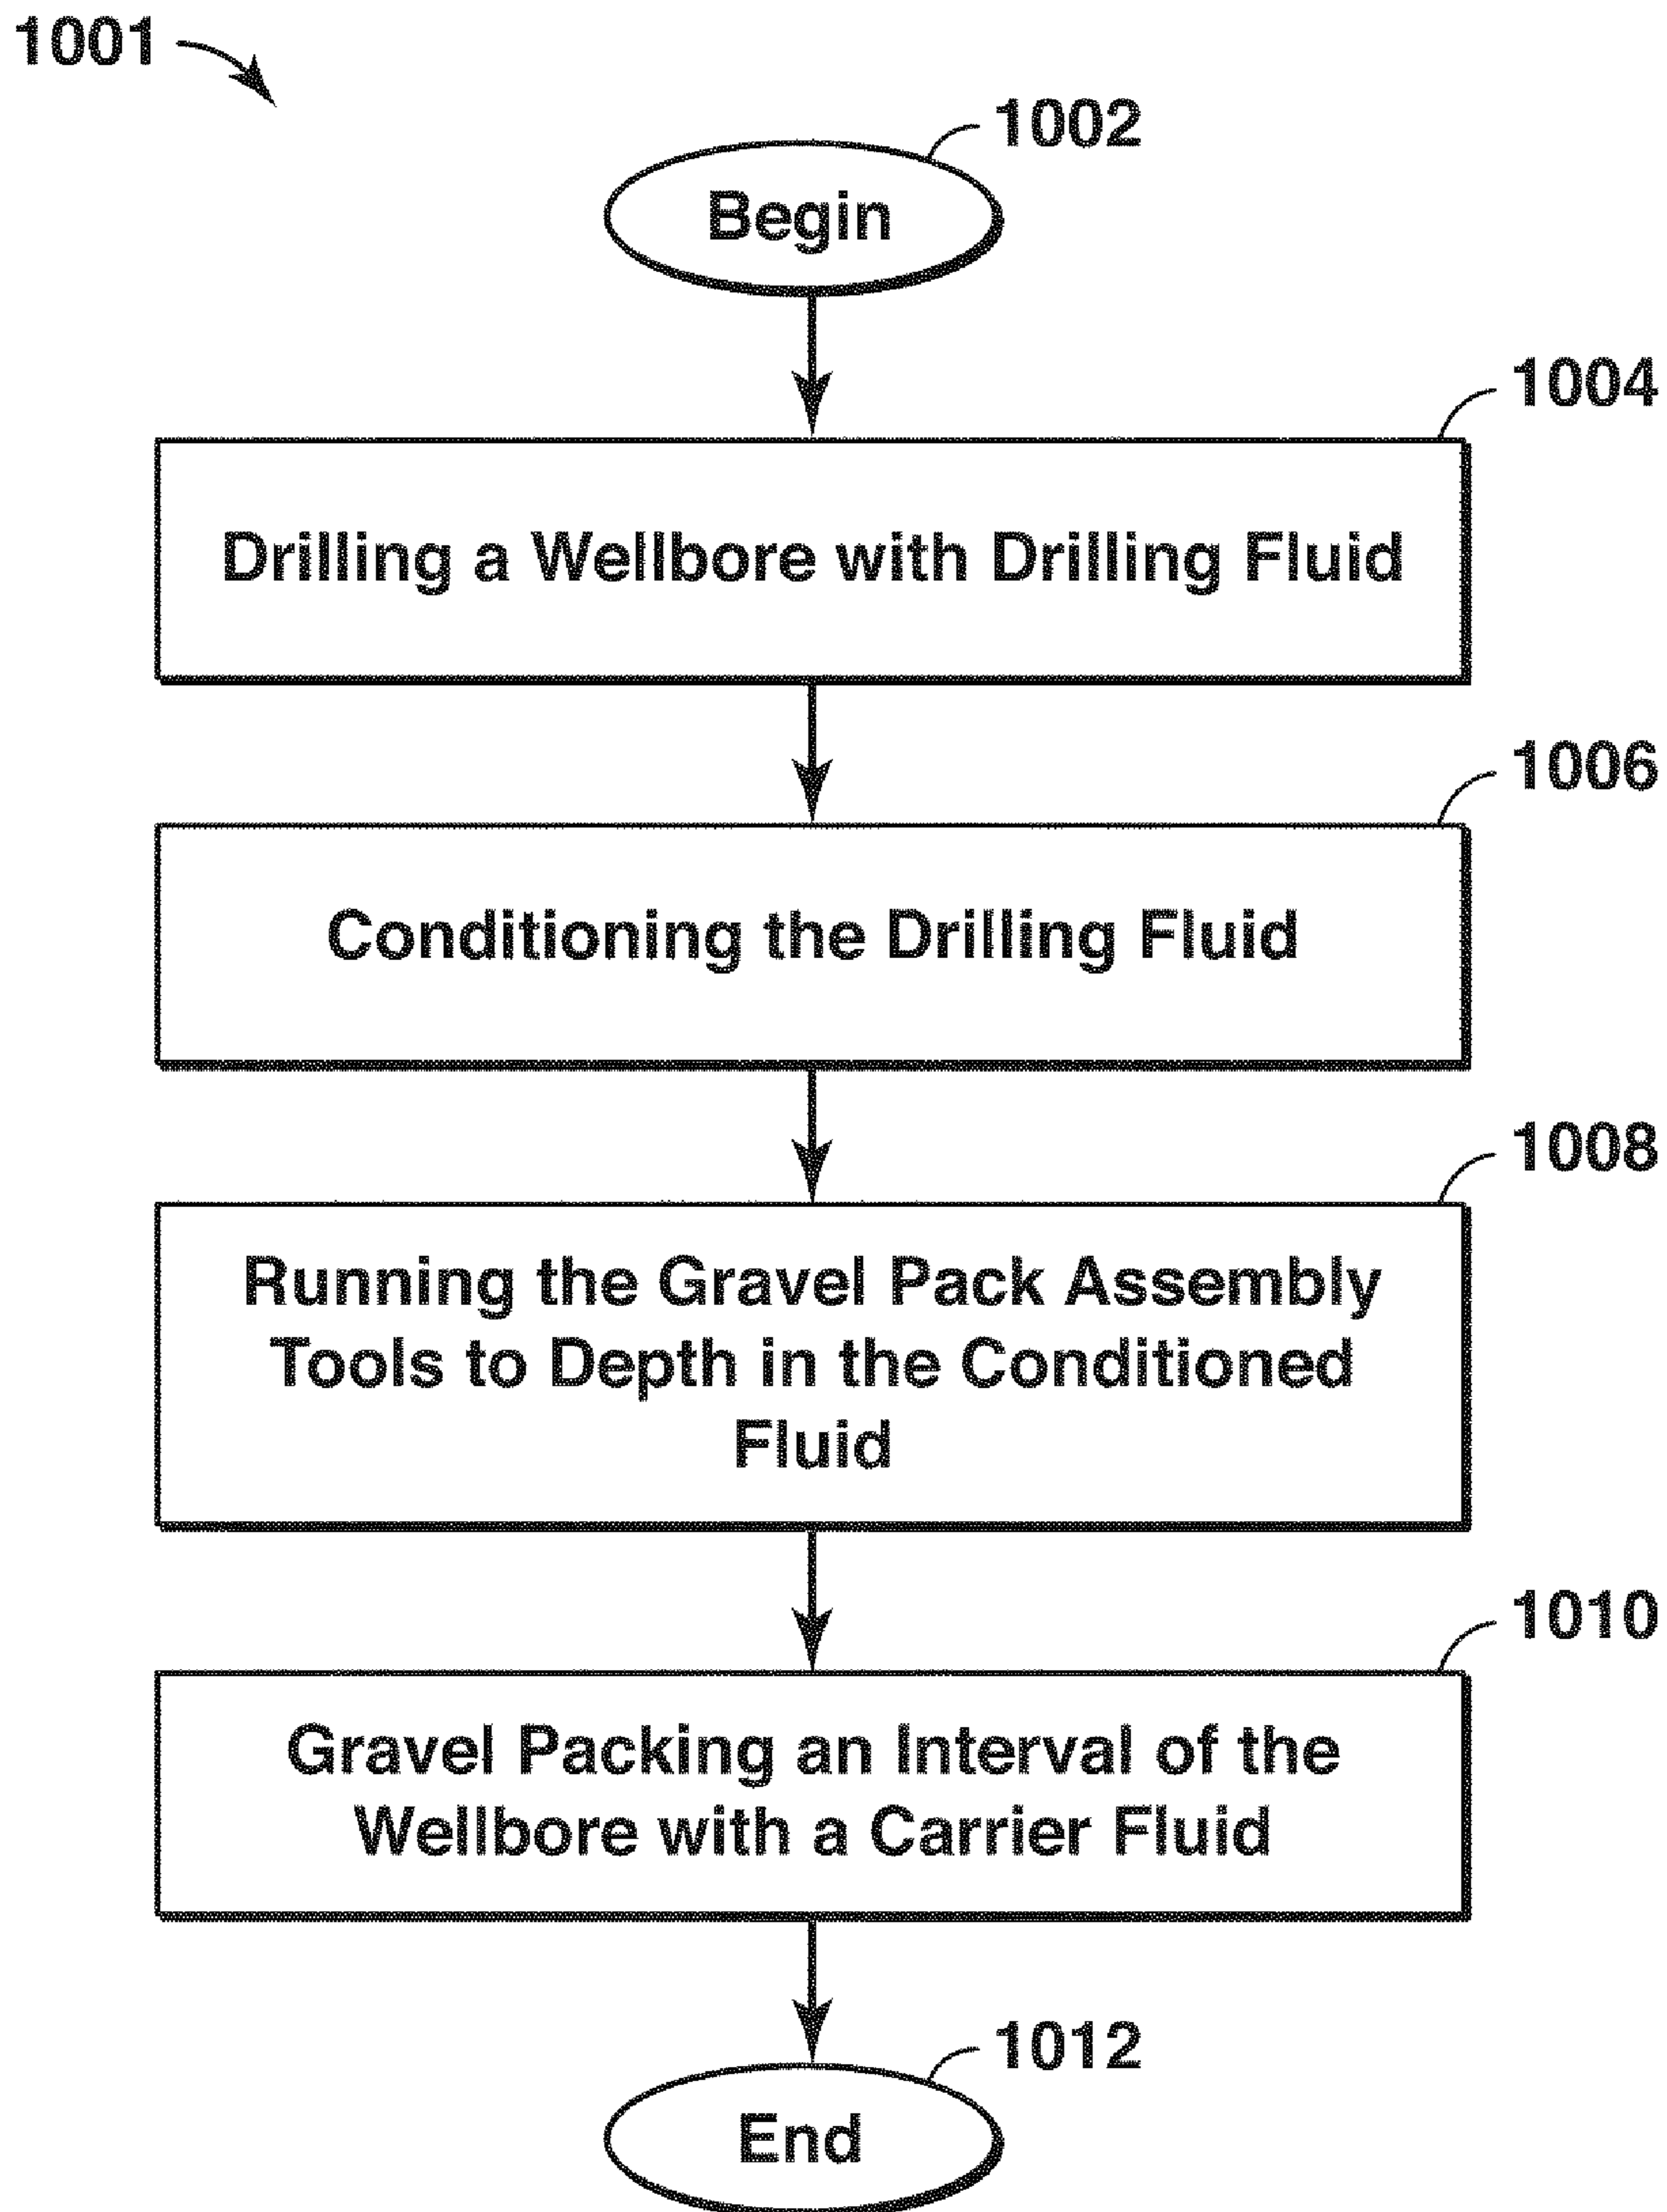 1001
1002
Begin
1004
Drilling a Wellbore with Drilling Fluid
1006
Conditioning the Drilling Fluid
1008
Running the Gravel Pack Assembly
Tools to Depth in the Conditioned
Fluid
1010
Gravel Packing an Interval of the
Wellbore with a Carrier Fluid
1012
End